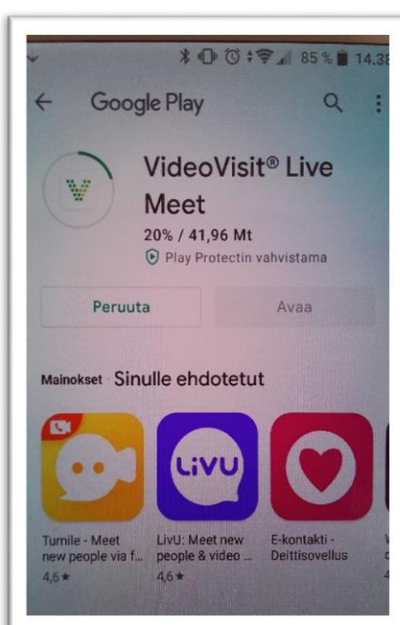 85 % 14.38
Google Play
VideoVisit® Live
Meet
20% / 41,96 Mt
Play Protectin vahvistama
Peruuta
Avaa
Mainokset · Sinulle ehdotetut
LivU
Tumile - Meet
new people via f...
4,6★
LivU: Meet new
people & video ...
4,6★
E-kontakti -
Deittisovellus